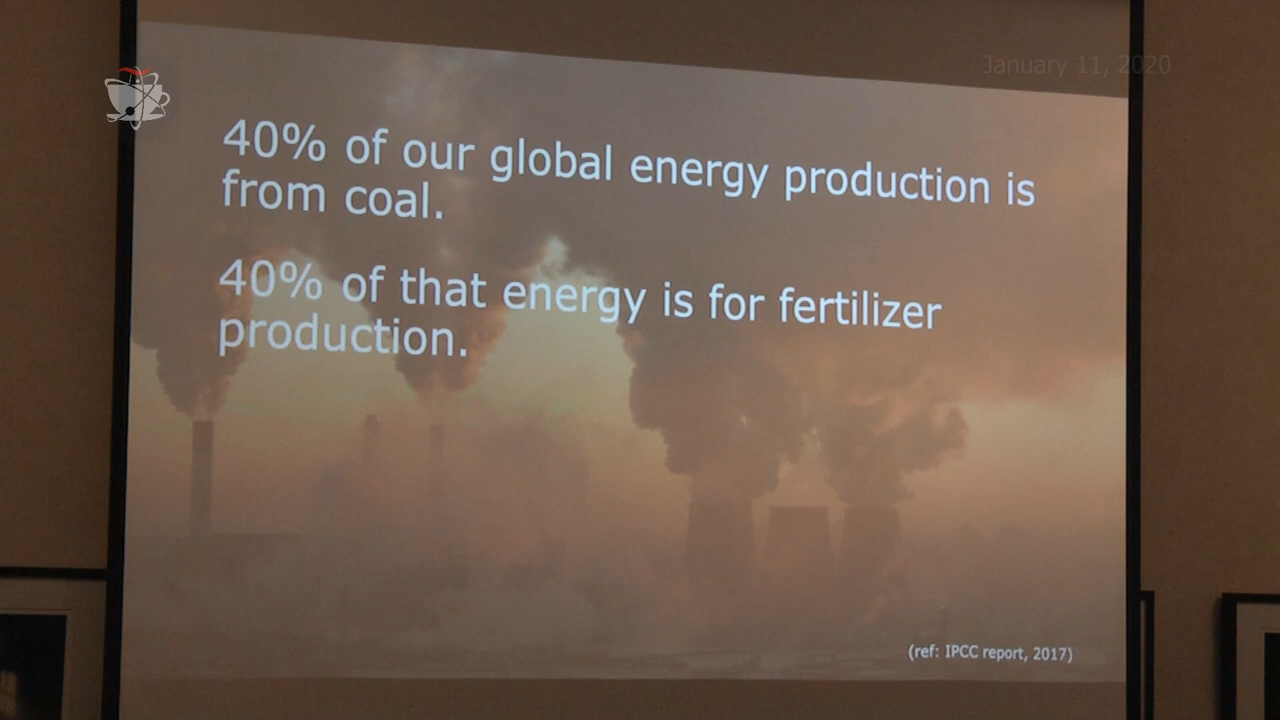 January 11, 2020
40% of our global energy production is
from coal.
40% of that energy is for fertilizer
production.
(ref: IPCC report, 2017)